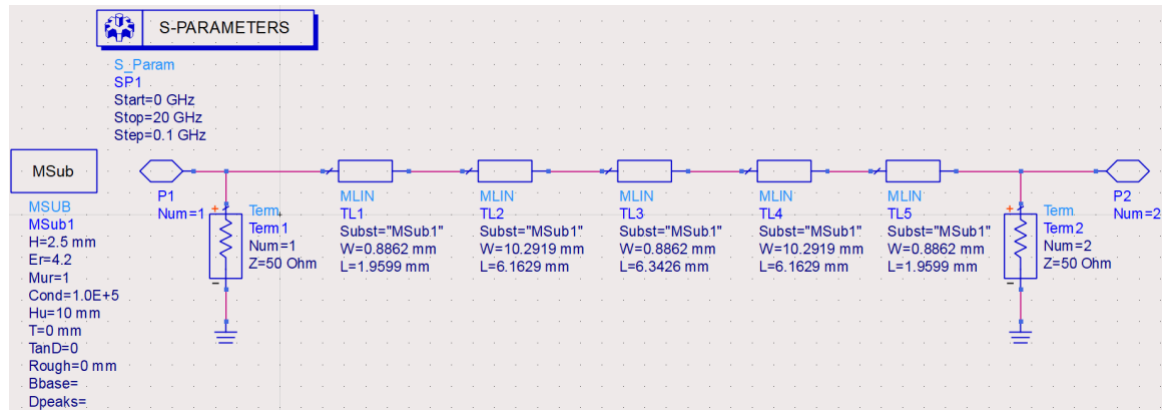 S-PARAMETERS
S_Param
SP1
Start=0 GHz
Stop=20 GHz
Step=0.1 GHz
MSub
MSUB
MSub1
H=2.5 mm
Er=4.2
Mur=1
Cond=1.0E+5
Hu=10 mm
T=0 mm
TanD=0
Rough=0 mm
Bbase=
Dpeaks=
P1
Num=1
Term
Term1
Num=1
Z=50 Ohm
MLIN
TL1
Subst="MSub1"
W=0.8862 mm
L=1.9599 mm
MLIN
TL2
Subst="MSub1"
W=10.2919 mm
L=6.1629 mm
MLIN
TL3
Subst="MSub1"
W=0.8862 mm
L=6.3426 mm
MLIN
TL4
Subst="MSub1"
W=10.2919 mm
L=6.1629 mm
MLIN
TL5
Subst="MSub1"
W=0.8862 mm
L=1.9599 mm
Term
Term2
Num=2
Z=50 Ohm
P2
Num=2